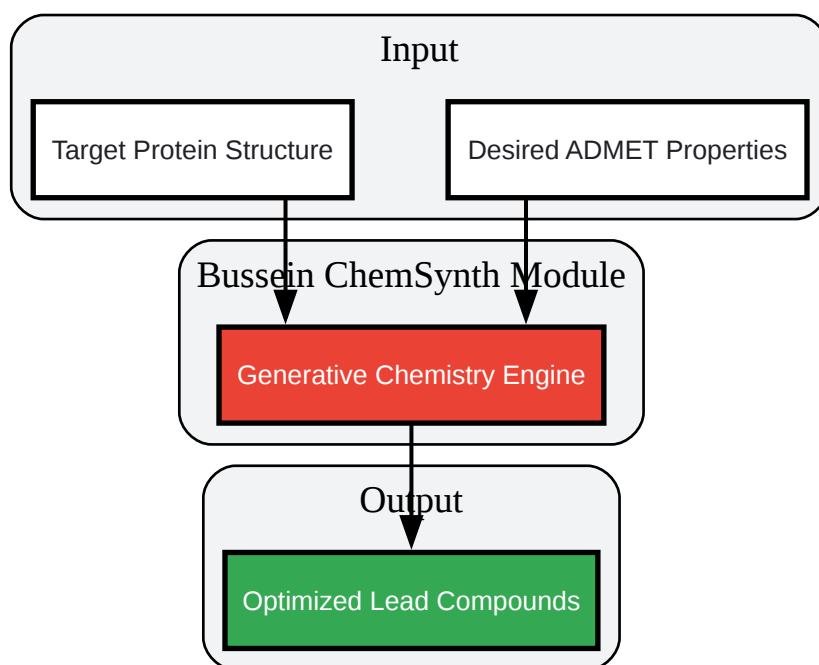 Input
Target Protein Structure
Desired ADMET Properties
Bussein ChemSynth Module
Generative Chemistry Engine
Output
Optimized Lead Compounds